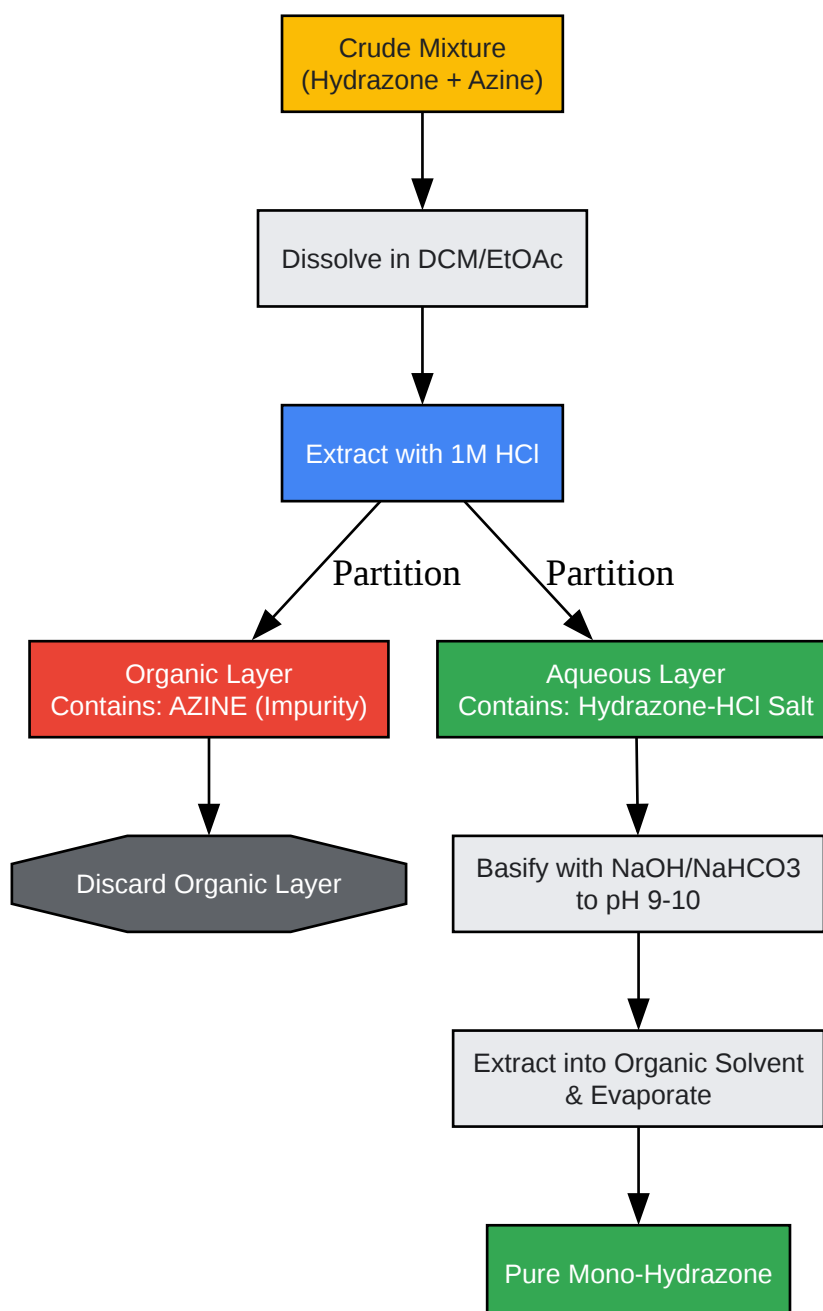 Crude Mixture
(Hydrazone + Azine)
Dissolve in DCM/EtOAc
Extract with 1M HCl
Partition
Partition
Organic Layer
Contains: AZINE (Impurity)
Aqueous Layer
Contains: Hydrazone-HCl Salt
Discard Organic Layer
Basify with NaOH/NaHCO3
to pH 9-10
Extract into Organic Solvent
& Evaporate
Pure Mono-Hydrazone